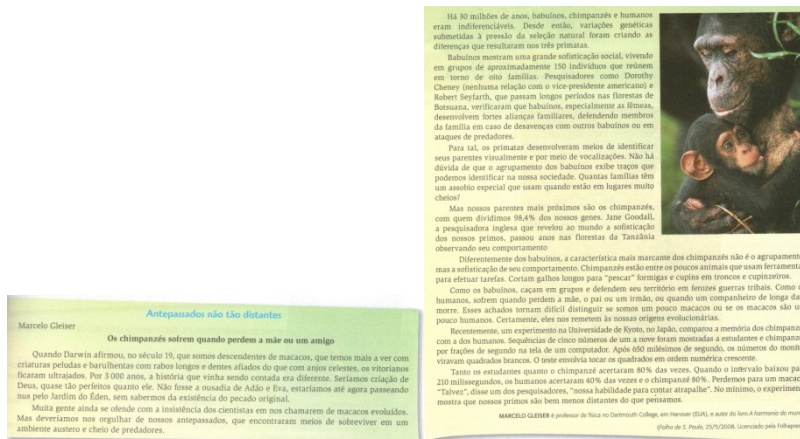 Antepassados não tão distantes
Marcelo Gleiser
Os chimpanzés sofrem quando perdem a mãe ou um amigo
Quando Darwin afirmou, no século 19, que somos descendentes de macacos, que temos mais a ver com
criaturas peludas e barulhentas com rabos longos e dentes afiados do que com anjos celestes, os vitorianos
ficaram ultrajados. Por 3 000 anos, a história que vinha sendo contada era diferente. Seríamos criação de
Deus, quase tão perfeitos quanto ele. Não fosse a ousadia de Adão e Eva, estaríamos até agora passeando
nus pelo Jardim do Éden, sem sabermos da existência do pecado original.
Muita gente ainda se ofende com a insistência dos cientistas em nos chamarem de macacos evoluídos.
Mas deveríamos nos orgulhar de nossos antepassados, que encontraram meios de sobreviver em um
ambiente austero e cheio de predadores.
Há 30 milhões de anos, babuínos, chimpanzés e humanos
eram indiferenciáveis. Desde então, variações genéticas
submetidas à pressão da seleção natural foram criando as
diferenças que resultaram nos três primatas.
Babuínos mostram uma grande sofisticação social, vivendo
em grupos de aproximadamente 150 indivíduos que reúnem
em torno de oito famílias. Pesquisadores como Dorothy
Cheney (nenhuma relação com o vice-presidente americano) e
Robert Seyfarth, que passam longos períodos nas florestas de
Botsuana, verificaram que babuínos, especialmente as fêmeas,
desenvolvem fortes alianças familiares, defendendo membros
da família em caso de desavenças com outros babuínos ou em
ataques de predadores.
Para tal, os primatas desenvolveram meios de identificar
seus parentes visualmente e por meio de vocalizações. Não há
dúvida de que o agrupamento dos babuínos exibe traços que
podemos identificar na nossa sociedade. Quantas famílias têm
um assobio especial que usam quando estão em lugares muito
cheios?
Mas nossos parentes mais próximos são os chimpanzés,
com quem dividimos 98,4% dos nossos genes. Jane Goodall,
a pesquisadora inglesa que revelou ao mundo a sofisticação
dos nossos primos, passou anos nas florestas da Tanzânia
observando seu comportamento
Diferentemente dos babuínos, a característica mais marcante dos chimpanzés não é o agrupament
mas a sofisticação de seu comportamento. Chimpanzés estão entre os poucos animais que usam ferramenta
para efetuar tarefas. Cortam galhos longos para "pescar" formigas e cupins em troncos e cupinzeiros.
Como os babuínos, caçam em grupos e defendem seu território em ferozes guerras tribais. Como
humanos, sofrem quando perdem a mãe, o pai ou um irmão, ou quando um companheiro de longa da
morre. Esses achados tornam difícil distinguir se somos um pouco macacos ou se os macacos são u
pouco humanos. Certamente, eles nos remetem às nossas origens evolucionárias.
Recentemente, um experimento na Universidade de Kyoto, no Japão, comparou a memória dos chimpanz
com a dos humanos. Sequências de cinco números de um a nove foram mostradas a estudantes e chimpanz
por frações de segundo na tela de um computador. Após 650 milésimos de segundo, os números do monit
viravam quadrados brancos. O teste envolvia tocar os quadrados em ordem numérica crescente.
Tanto os estudantes quanto o chimpanzé acertaram 80% das vezes. Quando o intervalo baixou pa
210 milissegundos, os humanos acertaram 40% das vezes e o chimpanzé 80%. Perdemos para um macac
"Talvez", disse um dos pesquisadores, "nossa habilidade para contar atrapalhe". No mínimo, o experimen
mostra que nossos primos são bem menos distantes do que pensamos.
MARCELO GLEISER é professor de física no Dartmouth College, em Hanover (EUA), e autor do livro A harmonia do mun
(Folha de S. Paulo, 25/5/2008. Licenciado pela Folhapres